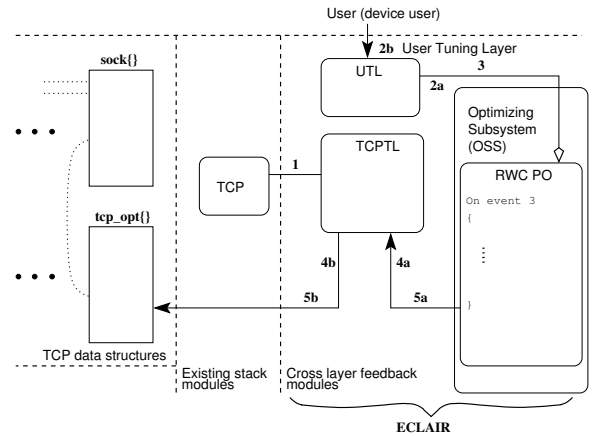 User (device user)
2b
User Tuning Layer
sock{}
UTL
3
2a
Optimizing
Subsystem
(OSS)
TCPTL
1
TCP
RWC PO
On event 3
{
tcp_opt{}
4b
4a
5b
5a
}
TCP data structures
Existing stack
modules
Cross layer feedback
modules
ECLAIR